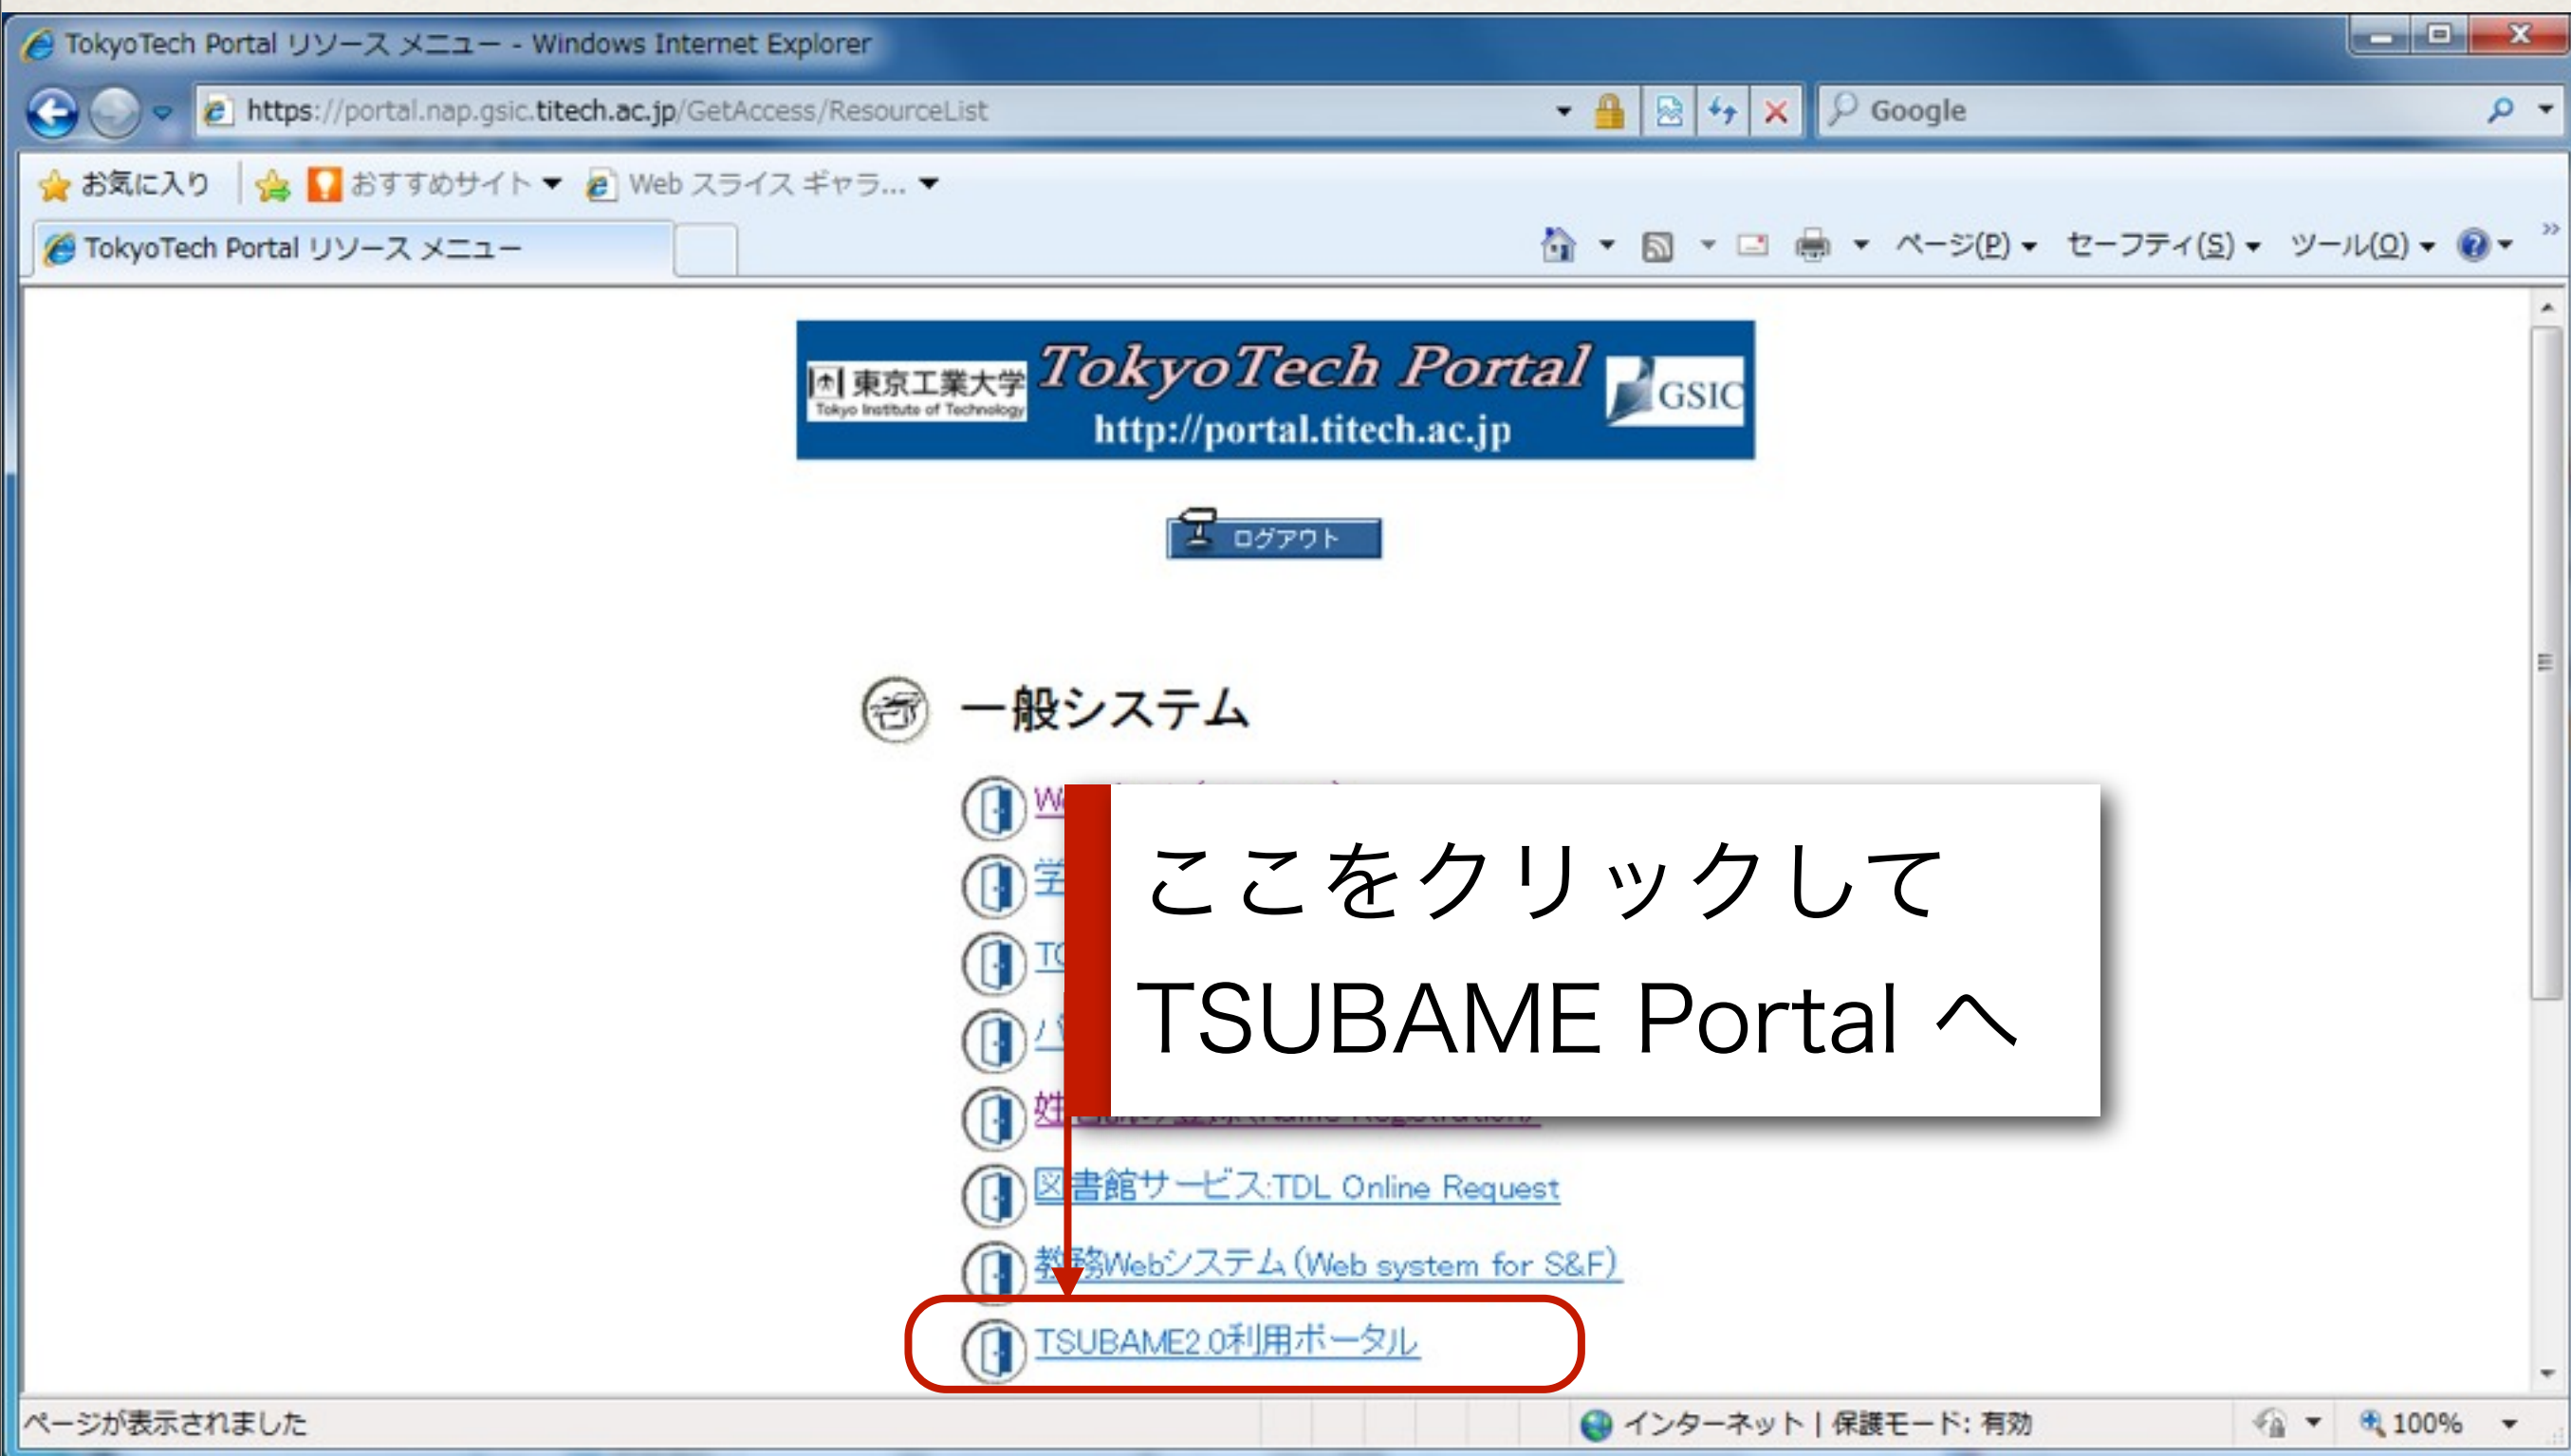 TokyoTech Portal リソース メニュー - Windows Internet Explorer
https://portal.nap.gsic.titech.ac.jp/GetAccess/ResourceList
Google
お気に入り おすすめサイト Web スライス ギャラ...
TokyoTech Portal リソース メニュー
ページ(P) セーフティ(S) ツール(O)
東京工業大学
Tokyo Institute of Technology
TokyoTech Portal
http://portal.titech.ac.jp
GSIC
ログアウト
一般システム
ここをクリックして
TSUBAME Portal へ
図書館サービス:TDL Online Request
教務Webシステム(Web system for S&F)
TSUBAME2.0利用ポータル
ページが表示されました
インターネット | 保護モード: 有効
100%